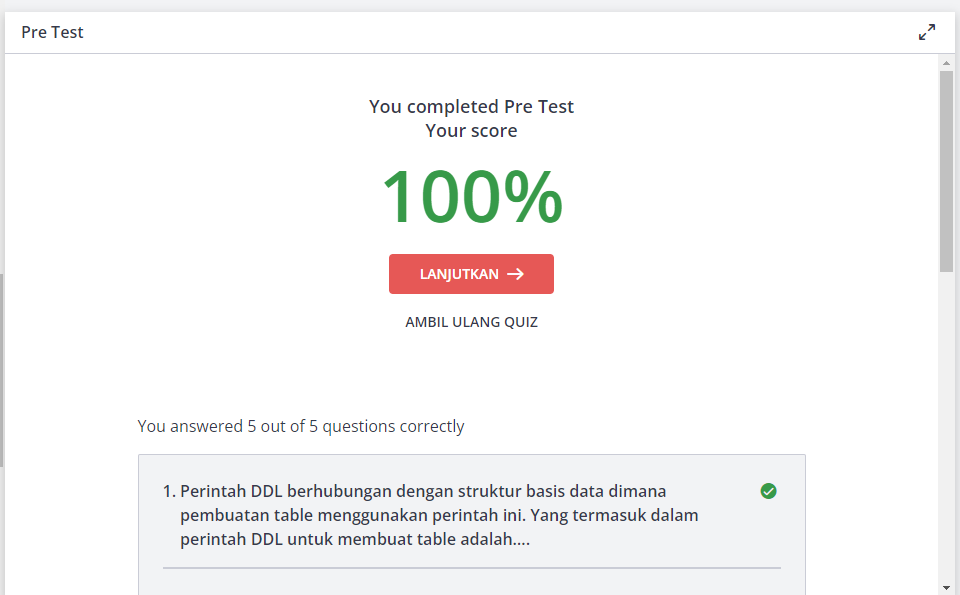 Pre Test
You completed Pre Test
Your score
100%
LANJUTKAN →
AMBIL ULANG QUIZ
You answered 5 out of 5 questions correctly
1. Perintah DDL berhubungan dengan struktur basis data dimana
pembuatan table menggunakan perintah ini. Yang termasuk dalam
perintah DDL untuk membuat table adalah....